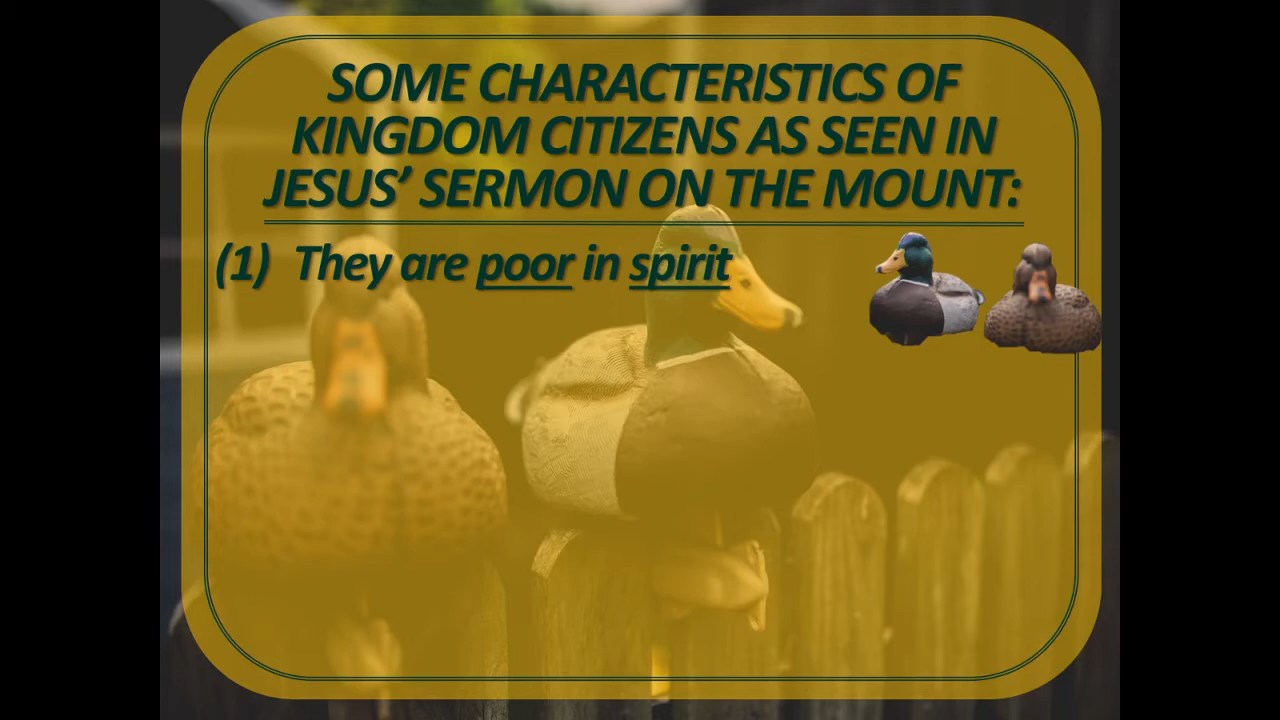 SOME CHARACTERISTICS OF
KINGDOM CITIZENS AS SEEN IN
JESUS’ SERMON ON THE MOUNT:
(1) They are poor in spirit